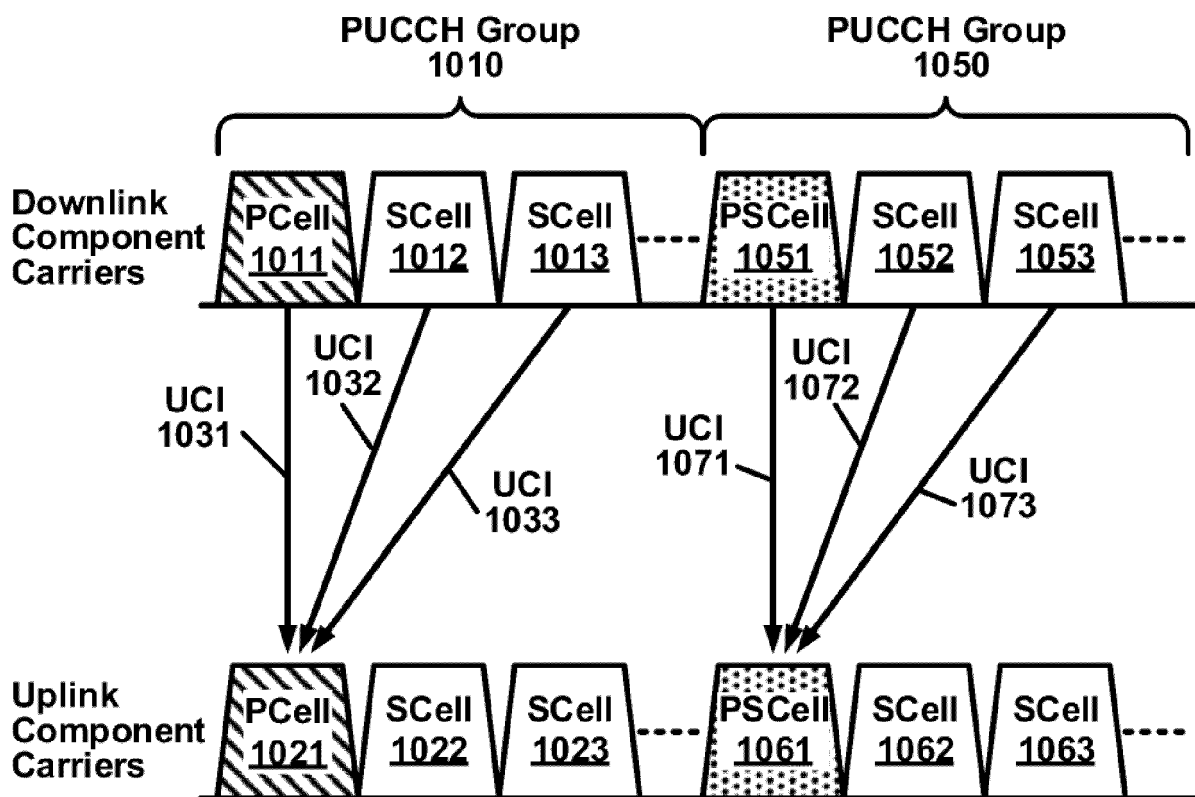 PUCCH Group
1010
PUCCH Group
1050
Downlink
Component
Carriers
PCell
1011
SCell
1012
SCell
1013
PSCell
1051
SCell
1052
SCell
1053
UCI
1031
UCI
1032
UCI
1033
UCI
1071
UCI
1072
UCI
1073
Uplink
Component
Carriers
PCell
1021
SCell
1022
SCell
1023
PSCell
1061
SCell
1062
SCell
1063